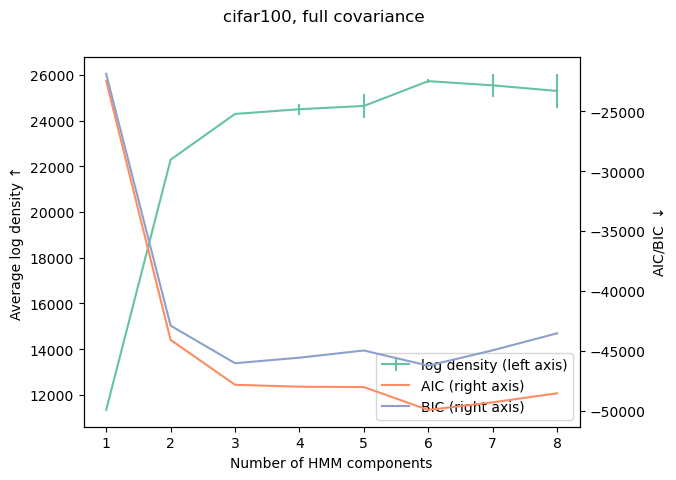 cifar100, full covariance
26000
24000
22000
20000
18000
16000
14000
12000
Average log density ↑
−25000
−30000
−35000
−40000
−45000
−50000
AIC/BIC ↓
log density (left axis)
AIC (right axis)
BIC (right axis)
1 2 3 4 5 6 7 8
Number of HMM components